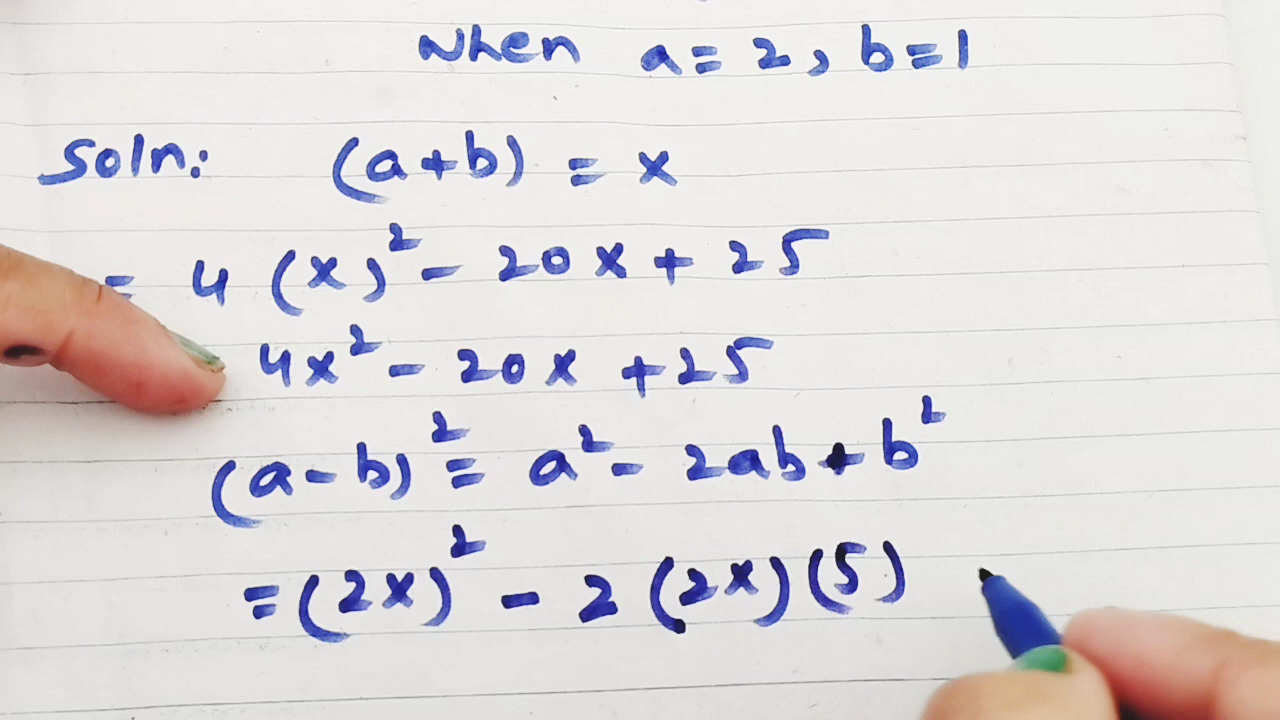 When a = 2, b = 1
Soln: (a+b) = x
= 4 (x)² - 20x + 25
4x² - 20x + 25
(a - b)² = a² - 2ab + b²
= (2x)² - 2 (2x) (5)